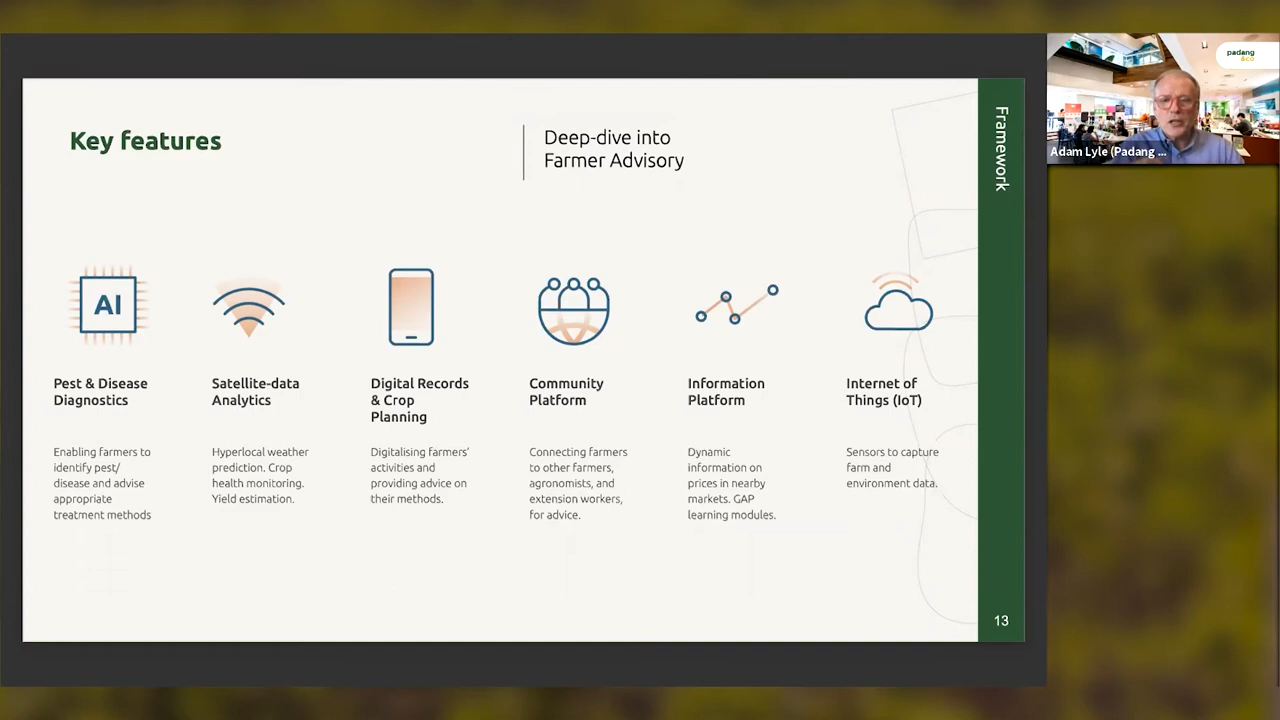 Key features
Deep-dive into
Farmer Advisory
Framework
AI
Pest & Disease
Diagnostics
Enabling farmers to
identify pest/
disease and advise
appropriate
treatment methods
Satellite-data
Analytics
Hyperlocal weather
prediction. Crop
health monitoring.
Yield estimation.
Digital Records
& Crop
Planning
Digitalising farmers'
activities and
providing advice on
their methods.
Community
Platform
Connecting farmers
to other farmers,
agronomists, and
extension workers,
for advice.
Information
Platform
Dynamic
information on
prices in nearby
markets. GAP
learning modules.
Internet of
Things (IoT)
Sensors to capture
farm and
environment data.
13
padang
&co
Adam Lyle (Padang ...